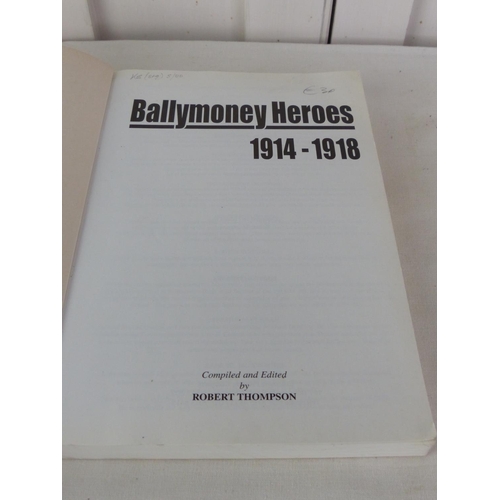 Ballymoney Heroes
1914 - 1918
Compiled and Edited
by
ROBERT THOMPSON